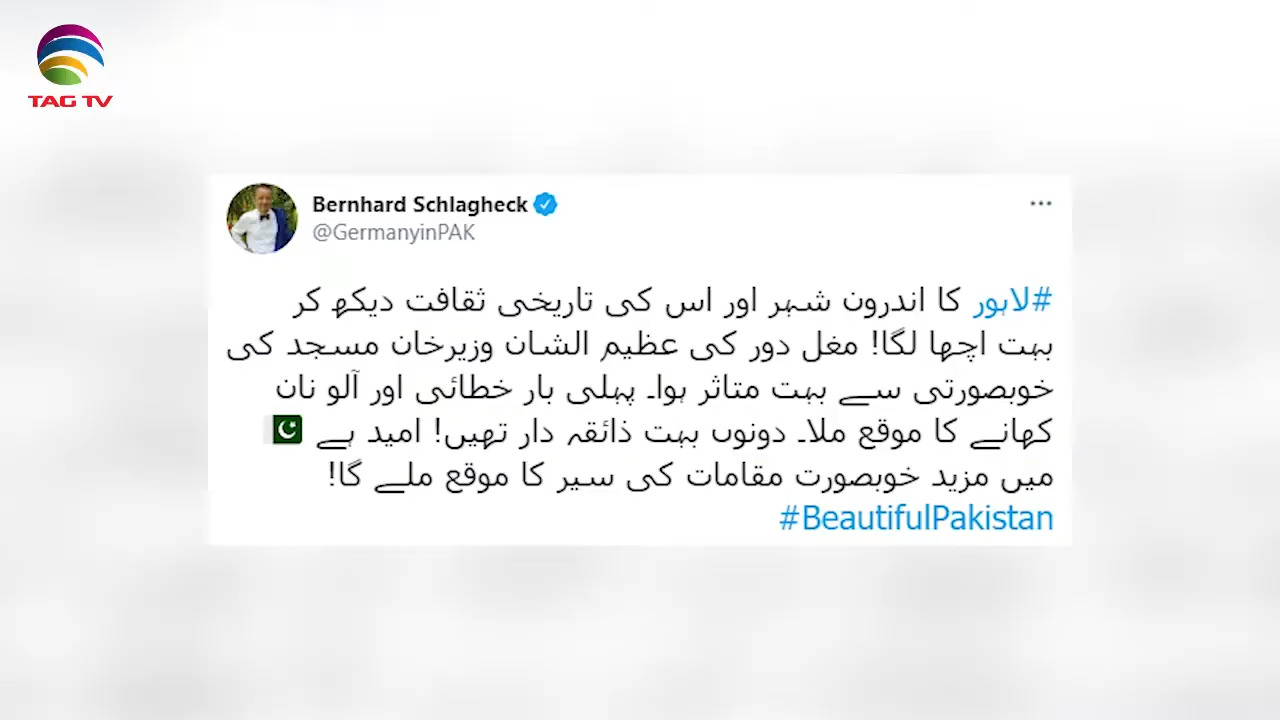 TAG TV
Bernhard Schlagheck
@GermanyinPAK
#لاہور کا اندرون شہر اور اس کی تاریخی ثقافت دیکھ کر
بہت اچھا لگا! مغل دور کی عظیم الشان وزیرخان مسجد کی
خوبصورتی سے بہت متاثر ہوا۔ پہلی بار خطائی اور آلو نان
کھانے کا موقع ملا۔ دونوں بہت ذائقہ دار تھیں! امید ہے 🇵🇰
میں مزید خوبصورت مقامات کی سیر کا موقع ملے گا!
#BeautifulPakistan